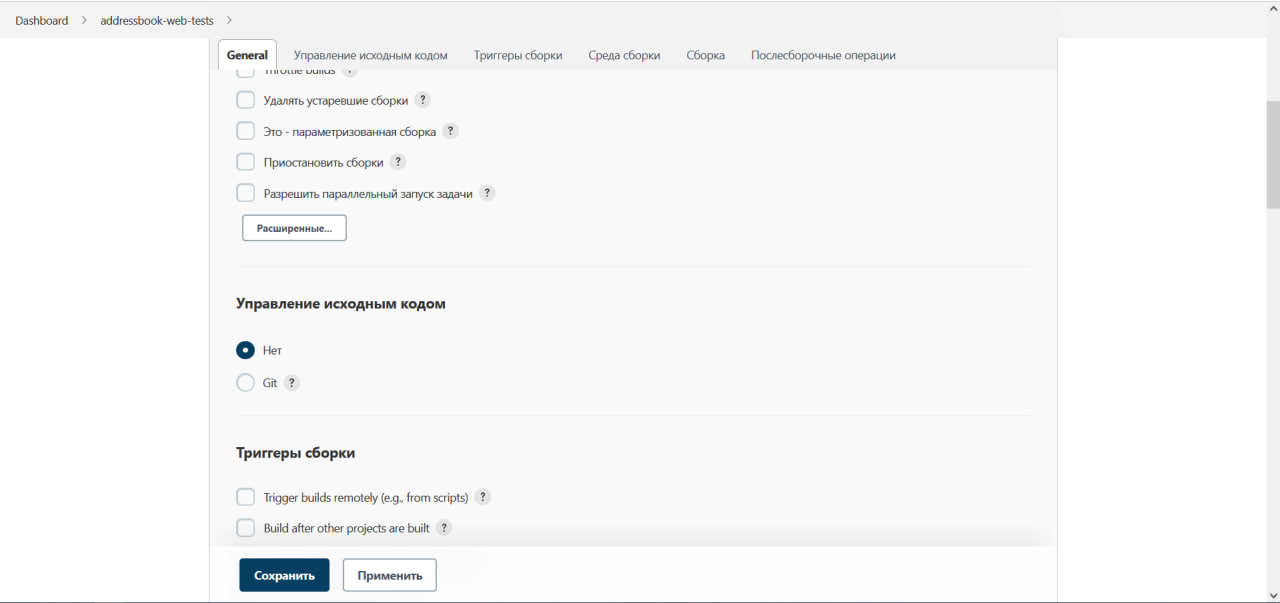 Dashboard > addressbook-web-tests >
General Управление исходным кодом Триггеры сборки Среда сборки Сборка Послесборочные операции
Throttle builds ?
Удалять устаревшие сборки ?
Это - параметризованная сборка ?
Приостановить сборки ?
Разрешить параллельный запуск задачи ?
Расширенные...
Управление исходным кодом
Нет
Git ?
Триггеры сборки
Trigger builds remotely (e.g., from scripts) ?
Build after other projects are built ?
Сохранить Применить